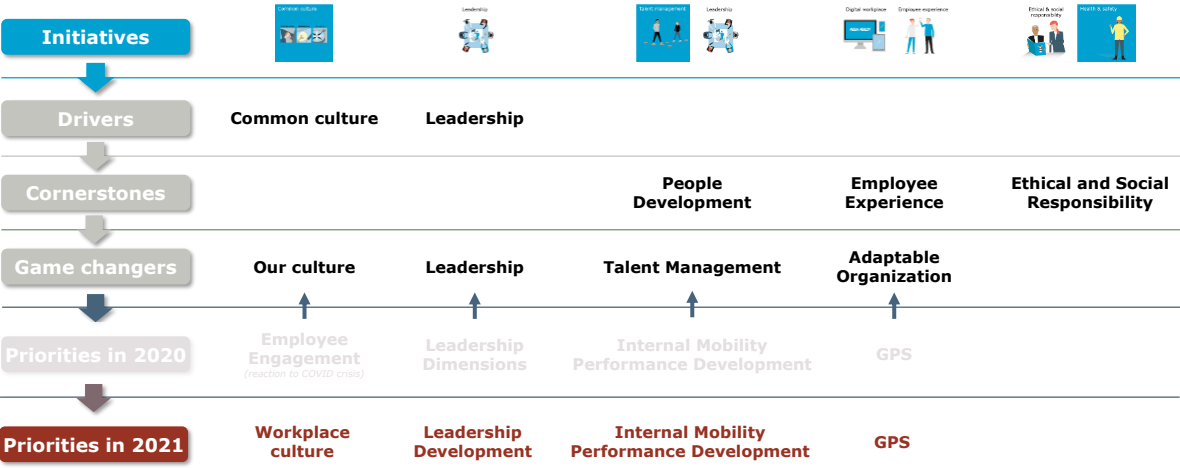 Common culture
Leadership
Talent management
Leadership
Digital workplace
Employee experience
Ethical & social
responsibility
Health & safety
Initiatives
Drivers
Common culture
Leadership
Cornerstones
People
Development
Employee
Experience
Ethical and Social
Responsibility
Game changers
Our culture
Leadership
Talent Management
Adaptable
Organization
Priorities in 2020
Employee
Engagement
(reaction to COVID crisis)
Leadership
Dimensions
Internal Mobility
Performance Development
GPS
Priorities in 2021
Workplace
culture
Leadership
Development
Internal Mobility
Performance Development
GPS